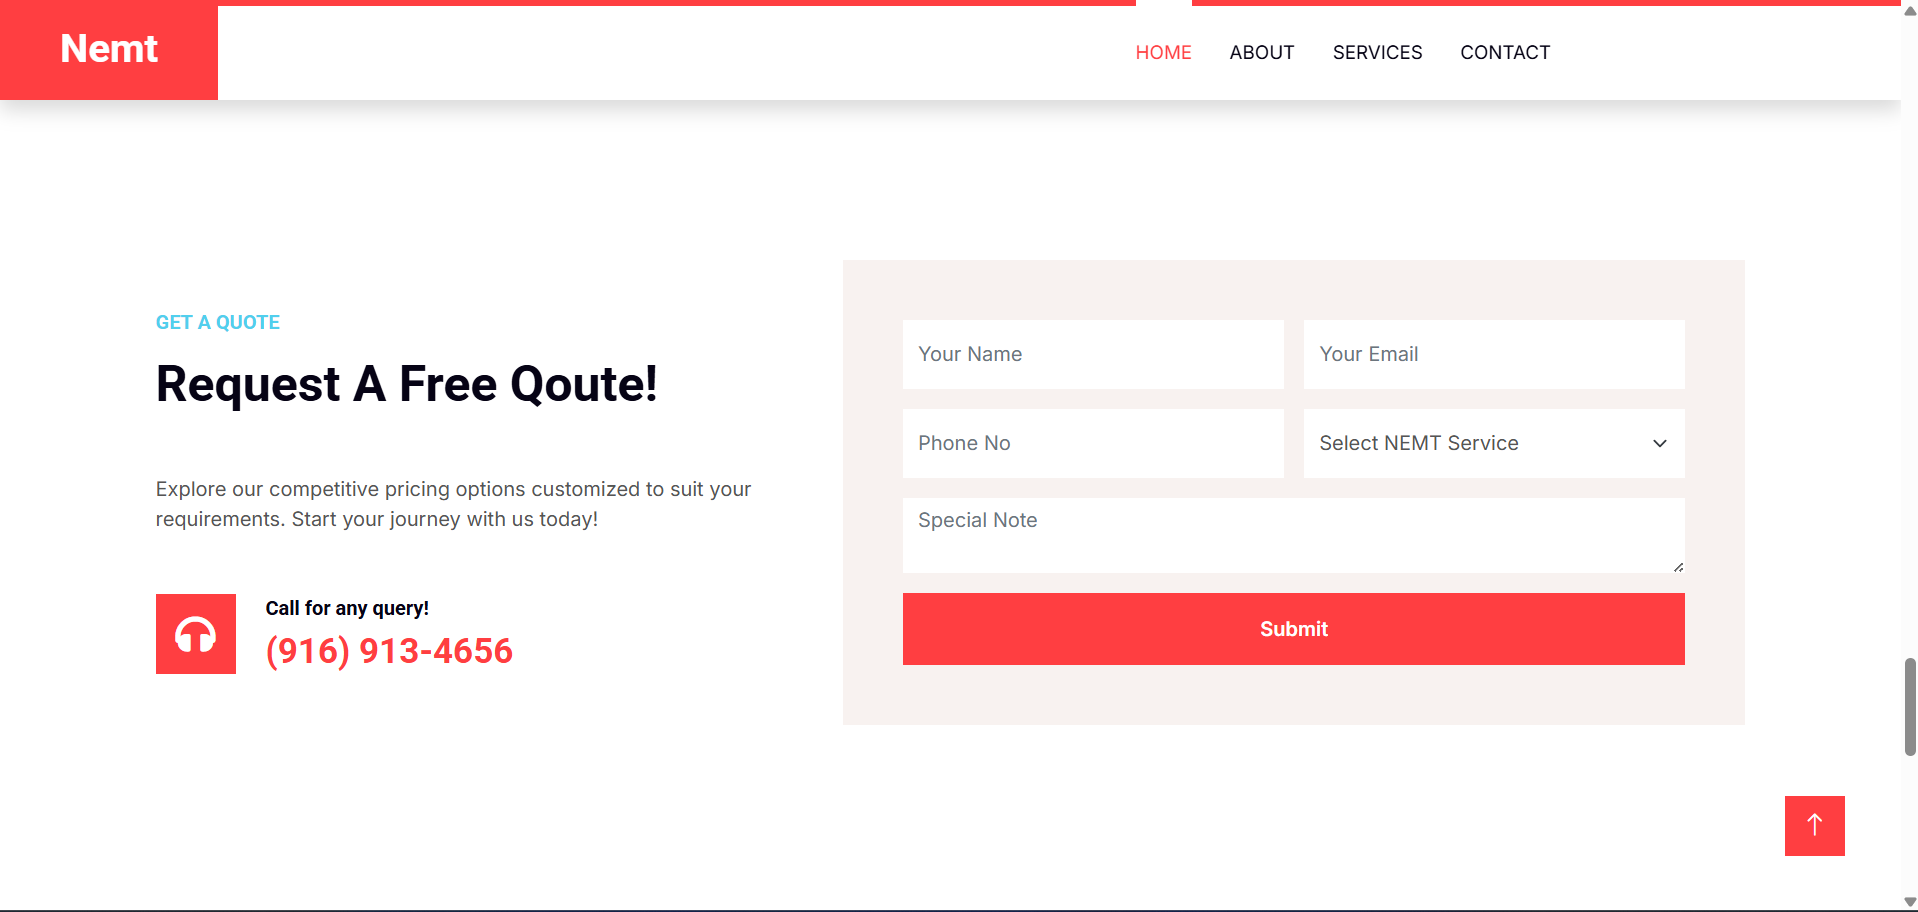 Nemt
HOME ABOUT SERVICES CONTACT
GET A QUOTE
Request A Free Qoute!
Explore our competitive pricing options customized to suit your
requirements. Start your journey with us today!
Call for any query!
(916) 913-4656
Your Name
Your Email
Phone No
Select NEMT Service
Special Note
Submit